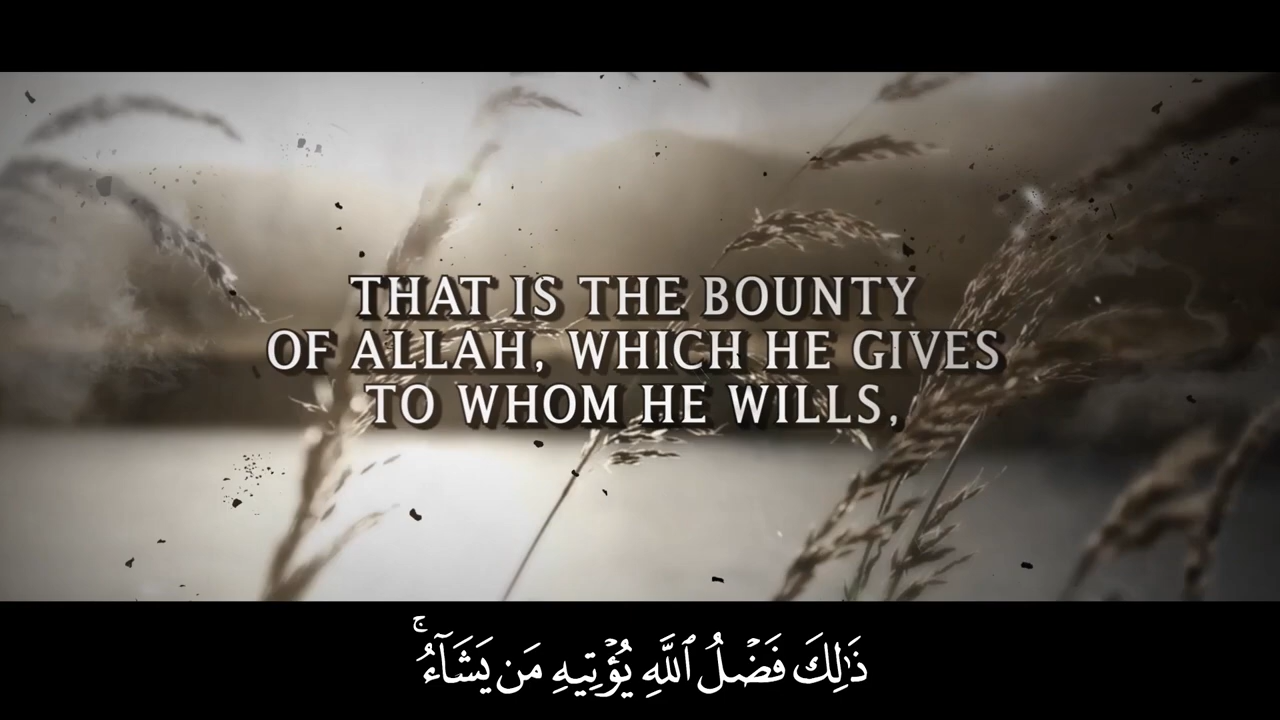 THAT IS THE BOUNTY
OF ALLAH, WHICH HE GIVES
TO WHOM HE WILLS,
ذَٰلِكَ فَضْلُ ٱللَّهِ يُؤْتِيهِ مَن يَشَآءُ ۚ